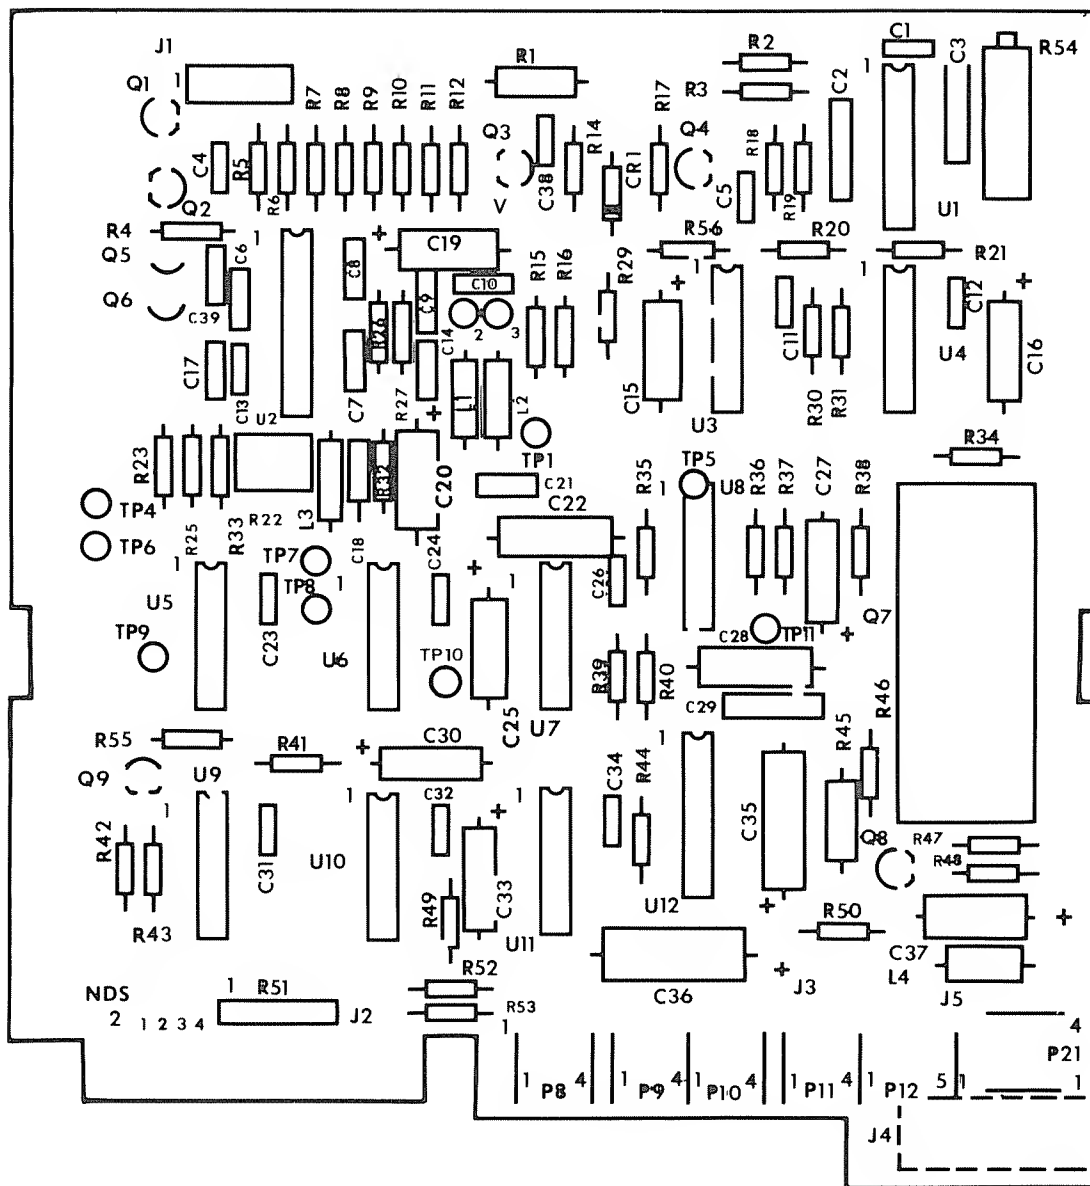 C1
J1
R2
C3
R54
R1
Q1
1
1
R3
C2
R7
R8
R9
R10
R11
R12
R17
Q3
R14
Q4
R18
C4
R5
CR1
C38
C5
R6
R19
Q2
V
U1
R4
1
+
C19
R56
R20
R21
Q5
C6
C8
R15
R16
R29
1
1
C10
C9
+
C12
+
Q6
C39
R26
C14
2
3
C11
U4
C16
C17
C13
C7
R27
L1
L2
C15
R30
R31
U2
+
U3
R34
R23
R32
C20
TP1
R35
TP5
U8
R36
R37
C27
R38
1
C21
TP4
C22
R25
R33
R22
L3
C18
TP6
C24
TP7
1
+
1
C26
TP8
1
U5
Q7
TP9
C23
U6
TP10
C28
TP11
+
R39
R40
C25
U7
C29
R46
R55
R41
+
C30
1
R45
C34
R44
Q9
U9
1
1
C32
+
1
C35
Q8
R47
R42
C31
U10
R48
R49
C33
U12
+
R50
+
R43
U11
C37
R52
+
L4
NDS
1
R51
C36
J3
J5
2
1 2 3 4
J2
R53
1
4
P21
1 P8 4
1 P9 4
P10 4
1 P11 4
1 P12 5
1
1
J4